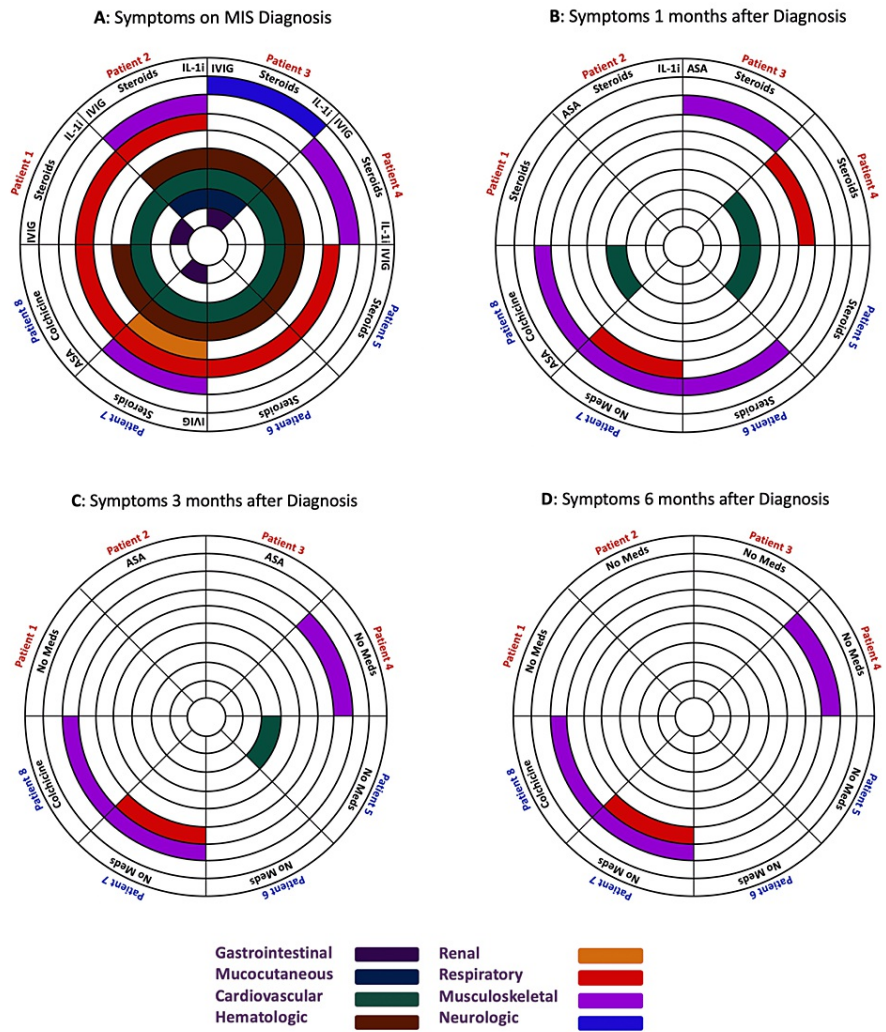 A: Symptoms on MIS Diagnosis
Patient 1
IVIG
Steroids
IL-1i
Patient 2
IVIG
Steroids
IL-1i
Patient 3
IVIG
Steroids
IL-1i
Patient 4
IVIG
Steroids
IL-1i
Patient 5
IVIG
Steroids
Patient 6
Steroids
Patient 7
IVIG
Steroids
Patient 8
ASA
Colchicine
B: Symptoms 1 months after Diagnosis
Patient 1
Steroids
Patient 2
ASA
IL-1i
Patient 3
ASA
Steroids
Patient 4
Steroids
Patient 5
Steroids
Patient 6
Steroids
Patient 7
No Meds
Patient 8
ASA
Colchicine
C: Symptoms 3 months after Diagnosis
Patient 1
No Meds
Patient 2
ASA
Patient 3
ASA
Patient 4
No Meds
Patient 5
No Meds
Patient 6
No Meds
Patient 7
No Meds
Patient 8
Colchicine
D: Symptoms 6 months after Diagnosis
Patient 1
No Meds
Patient 2
No Meds
Patient 3
No Meds
Patient 4
No Meds
Patient 5
No Meds
Patient 6
No Meds
Patient 7
No Meds
Patient 8
Colchicine
Gastrointestinal Renal
Mucocutaneous Respiratory
Cardiovascular Musculoskeletal
Hematologic Neurologic